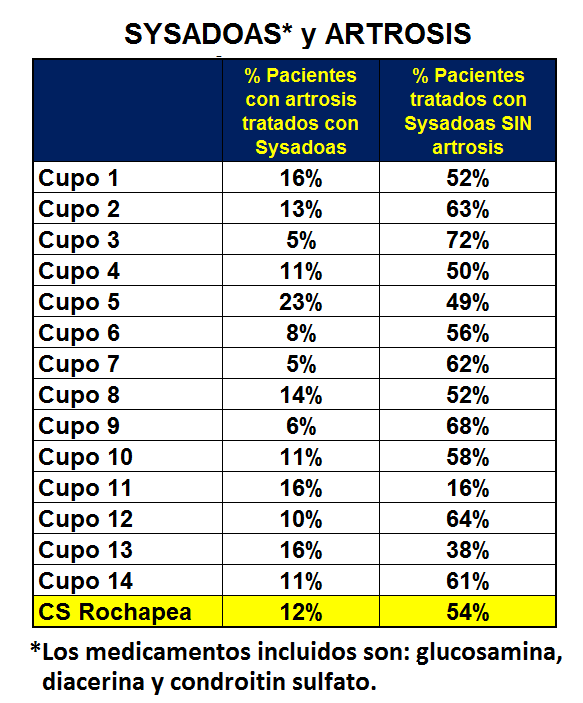 SYSADOAS* y ARTROSIS
% Pacientes con artrosis tratados con Sysadoas % Pacientes tratados con Sysadoas SIN artrosis
Cupo 1 16% 52%
Cupo 2 13% 63%
Cupo 3 5% 72%
Cupo 4 11% 50%
Cupo 5 23% 49%
Cupo 6 8% 56%
Cupo 7 5% 62%
Cupo 8 14% 52%
Cupo 9 6% 68%
Cupo 10 11% 58%
Cupo 11 16% 16%
Cupo 12 10% 64%
Cupo 13 16% 38%
Cupo 14 11% 61%
CS Rochapea 12% 54%
*Los medicamentos incluidos son: glucosamina,
diacerina y condroitin sulfato.